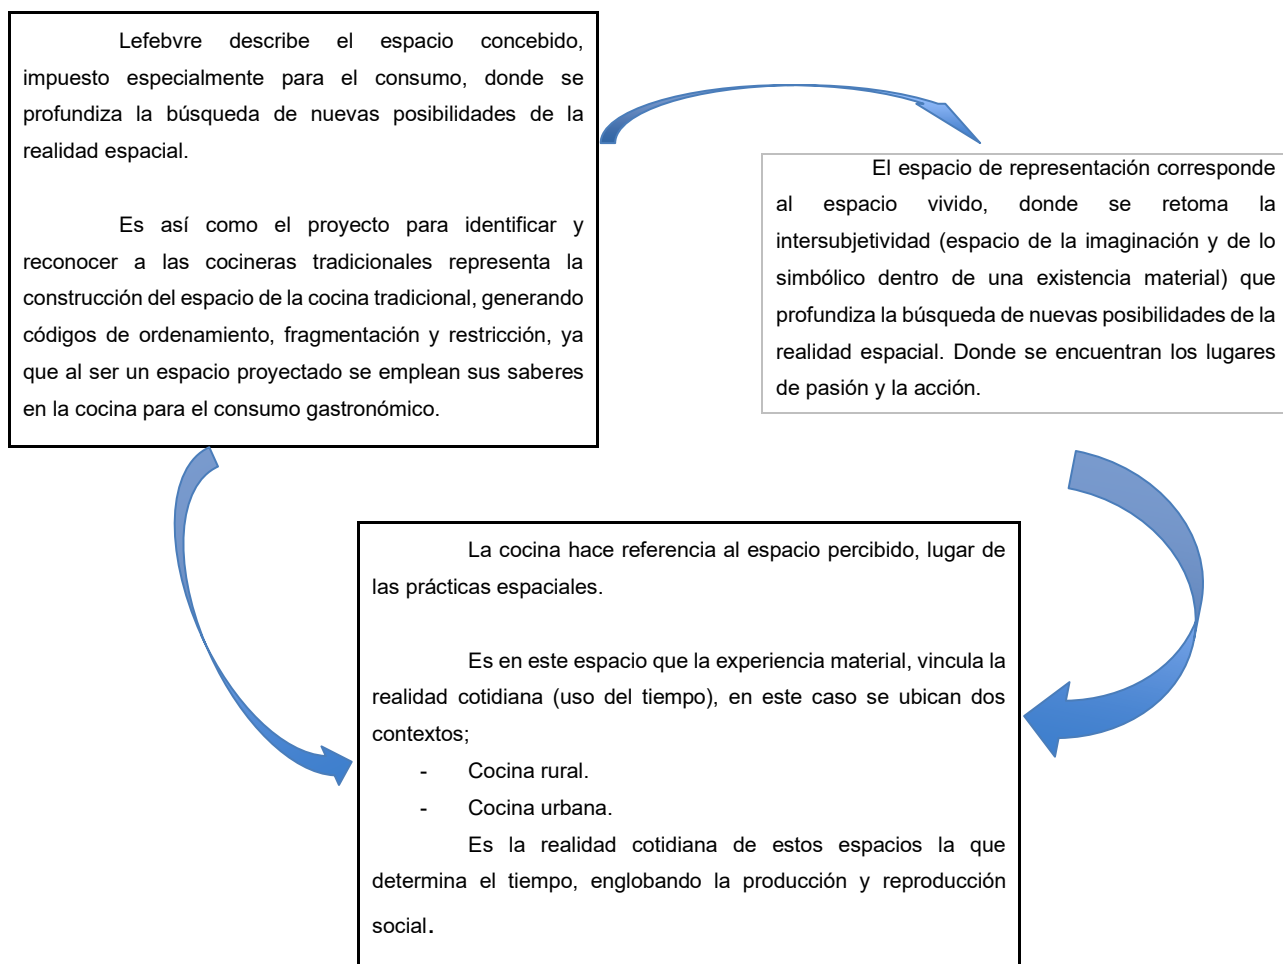 Lefebvre describe el espacio concebido,
impuesto especialmente para el consumo, donde se
profundiza la búsqueda de nuevas posibilidades de la
realidad espacial.
Es así como el proyecto para identificar y
reconocer a las cocineras tradicionales representa la
construcción del espacio de la cocina tradicional, generando
códigos de ordenamiento, fragmentación y restricción, ya
que al ser un espacio proyectado se emplean sus saberes
en la cocina para el consumo gastronómico.
El espacio de representación corresponde
al espacio vivido, donde se retoma la
intersubjetividad (espacio de la imaginación y de lo
simbólico dentro de una existencia material) que
profundiza la búsqueda de nuevas posibilidades de la
realidad espacial. Donde se encuentran los lugares
de pasión y la acción.
La cocina hace referencia al espacio percibido, lugar de
las prácticas espaciales.
Es en este espacio que la experiencia material, vincula la
realidad cotidiana (uso del tiempo), en este caso se ubican dos
contextos;
- Cocina rural.
- Cocina urbana.
Es la realidad cotidiana de estos espacios la que
determina el tiempo, englobando la producción y reproducción
social.